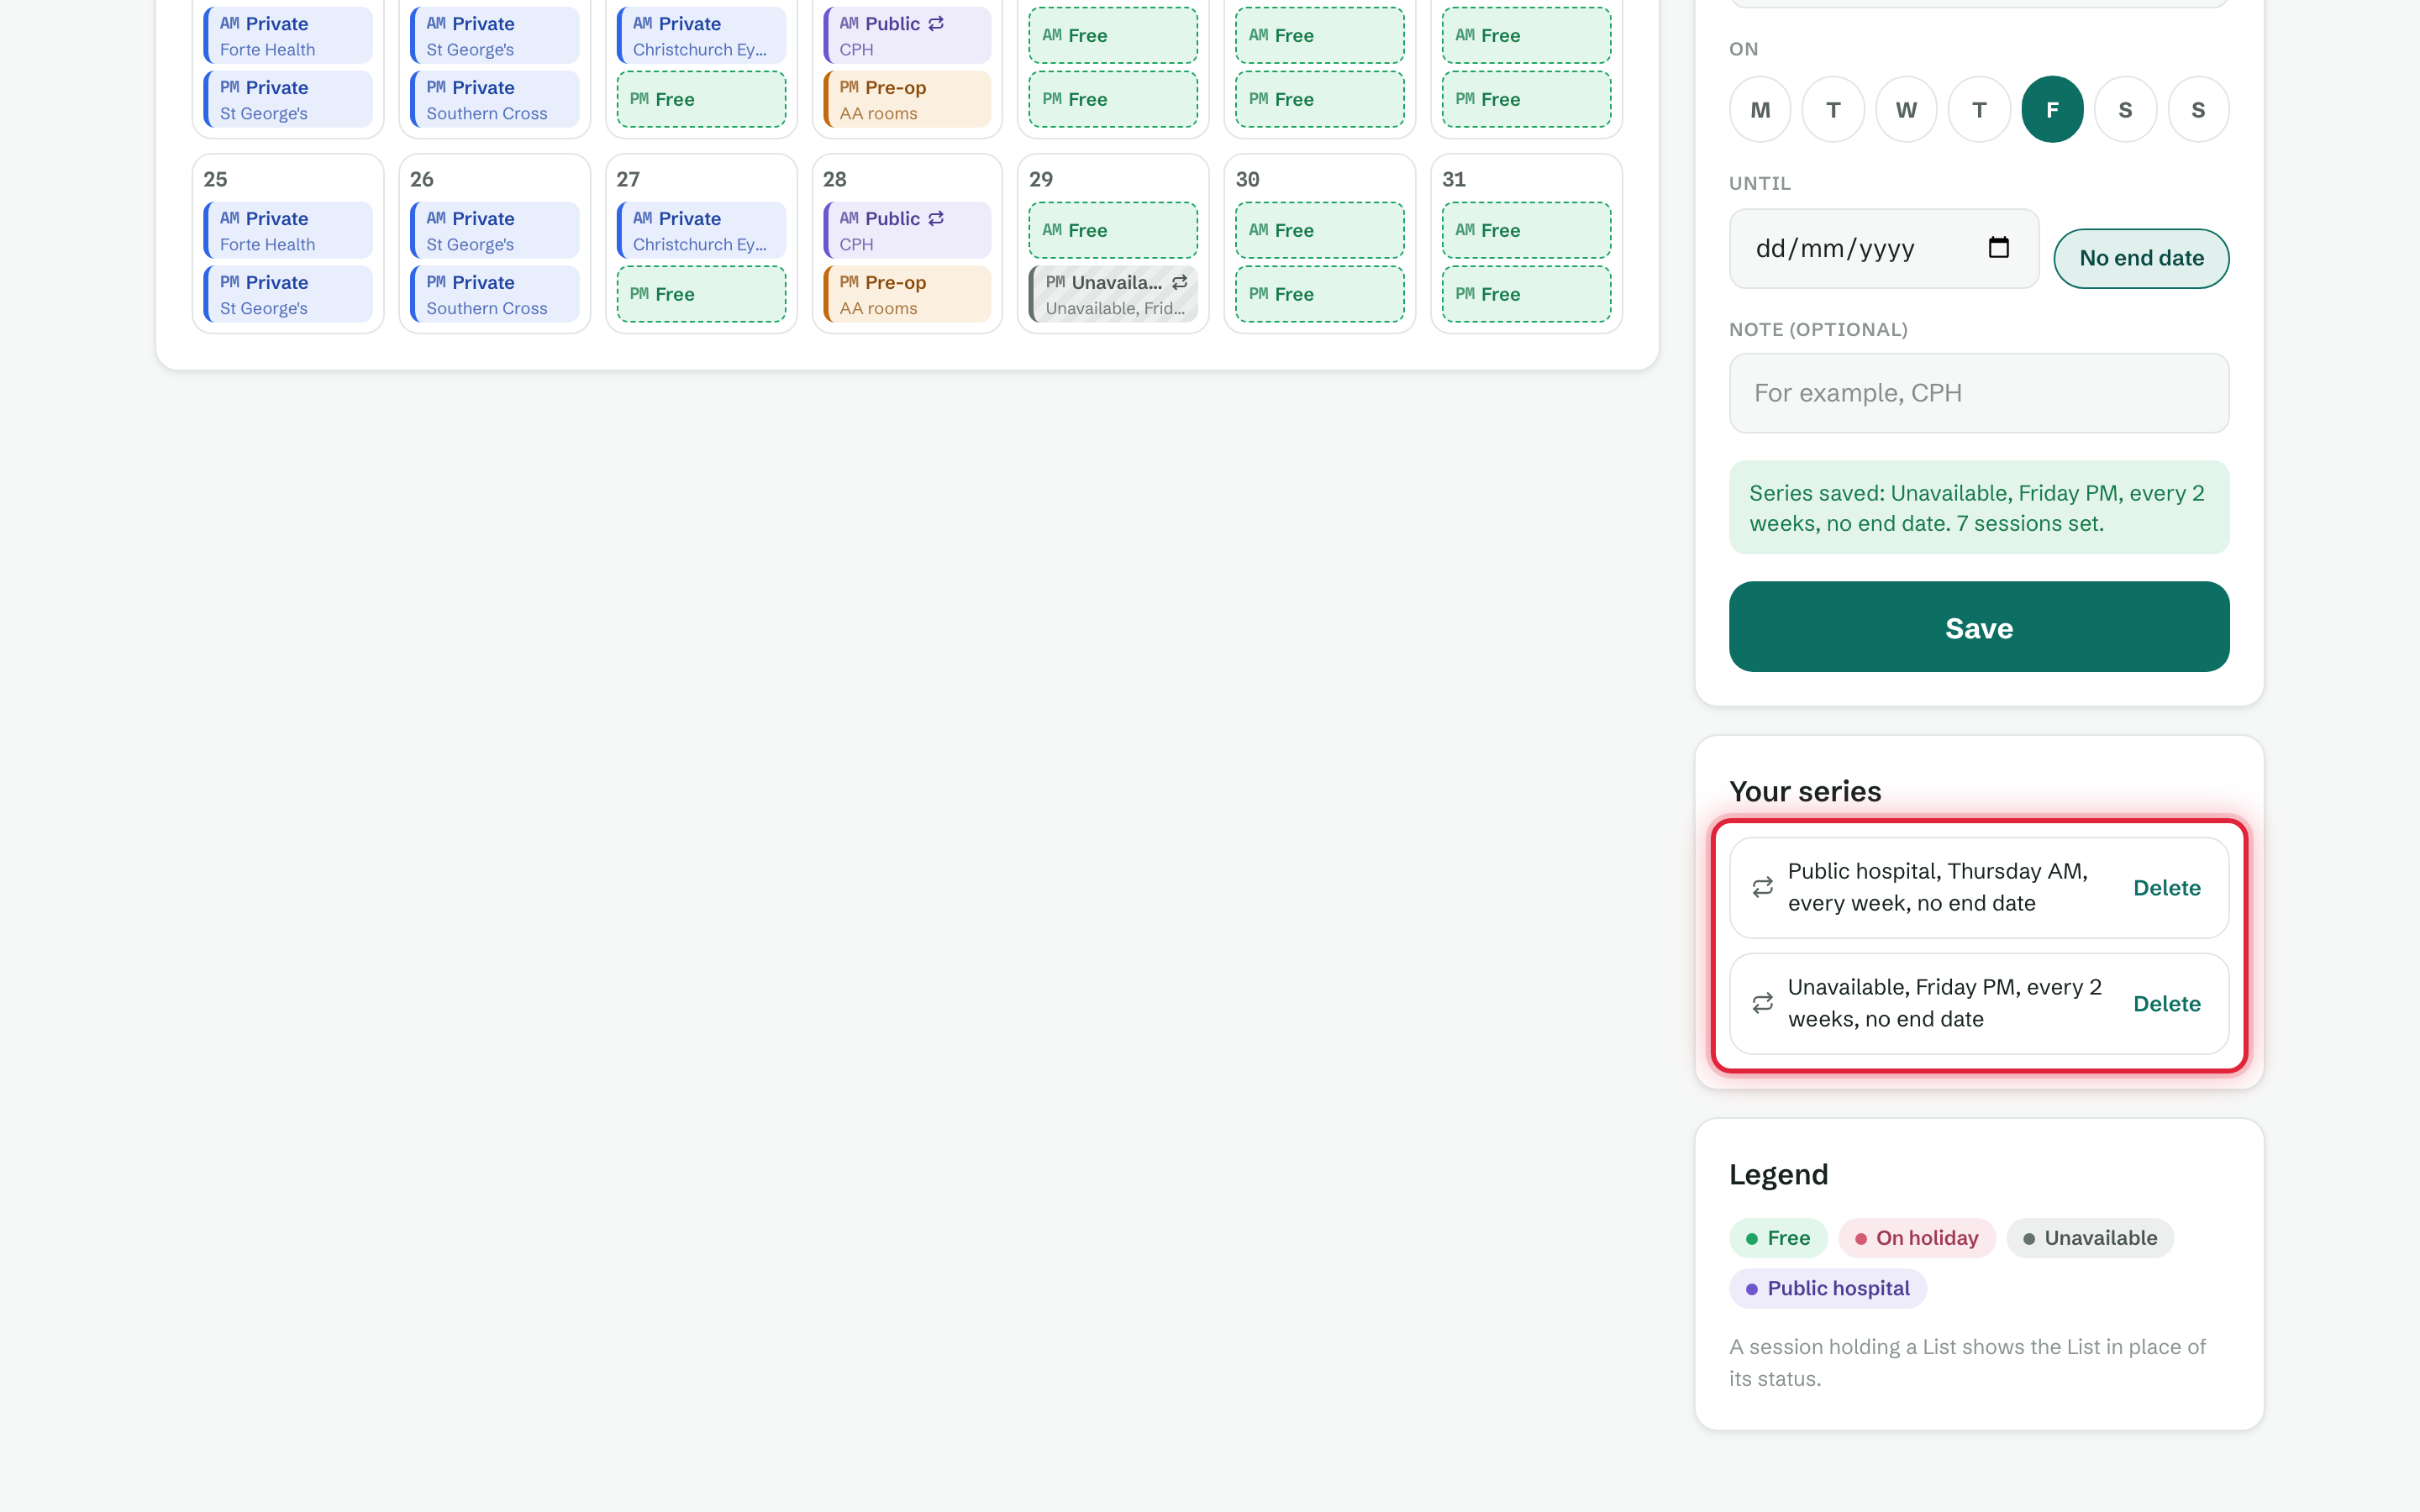 AM Private
Forte Health
PM Private
St George's
AM Private
St George's
PM Private
Southern Cross
AM Private
Christchurch Ey...
PM Free
AM Public
CPH
PM Pre-op
AA rooms
AM Free
PM Free
AM Free
PM Free
AM Free
PM Free
25
AM Private
Forte Health
PM Private
St George's
26
AM Private
St George's
PM Private
Southern Cross
27
AM Private
Christchurch Ey...
PM Free
28
AM Public
CPH
PM Pre-op
AA rooms
29
AM Free
PM Unavaila...
Unavailable, Frid...
30
AM Free
PM Free
31
AM Free
PM Free
ON
M T W T F S S
UNTIL
dd/mm/yyyy
No end date
NOTE (OPTIONAL)
For example, CPH
Series saved: Unavailable, Friday PM, every 2
weeks, no end date. 7 sessions set.
Save
Your series
Public hospital, Thursday AM,
every week, no end date
Delete
Unavailable, Friday PM, every 2
weeks, no end date
Delete
Legend
Free
On holiday
Unavailable
Public hospital
A session holding a List shows the List in place of
its status.